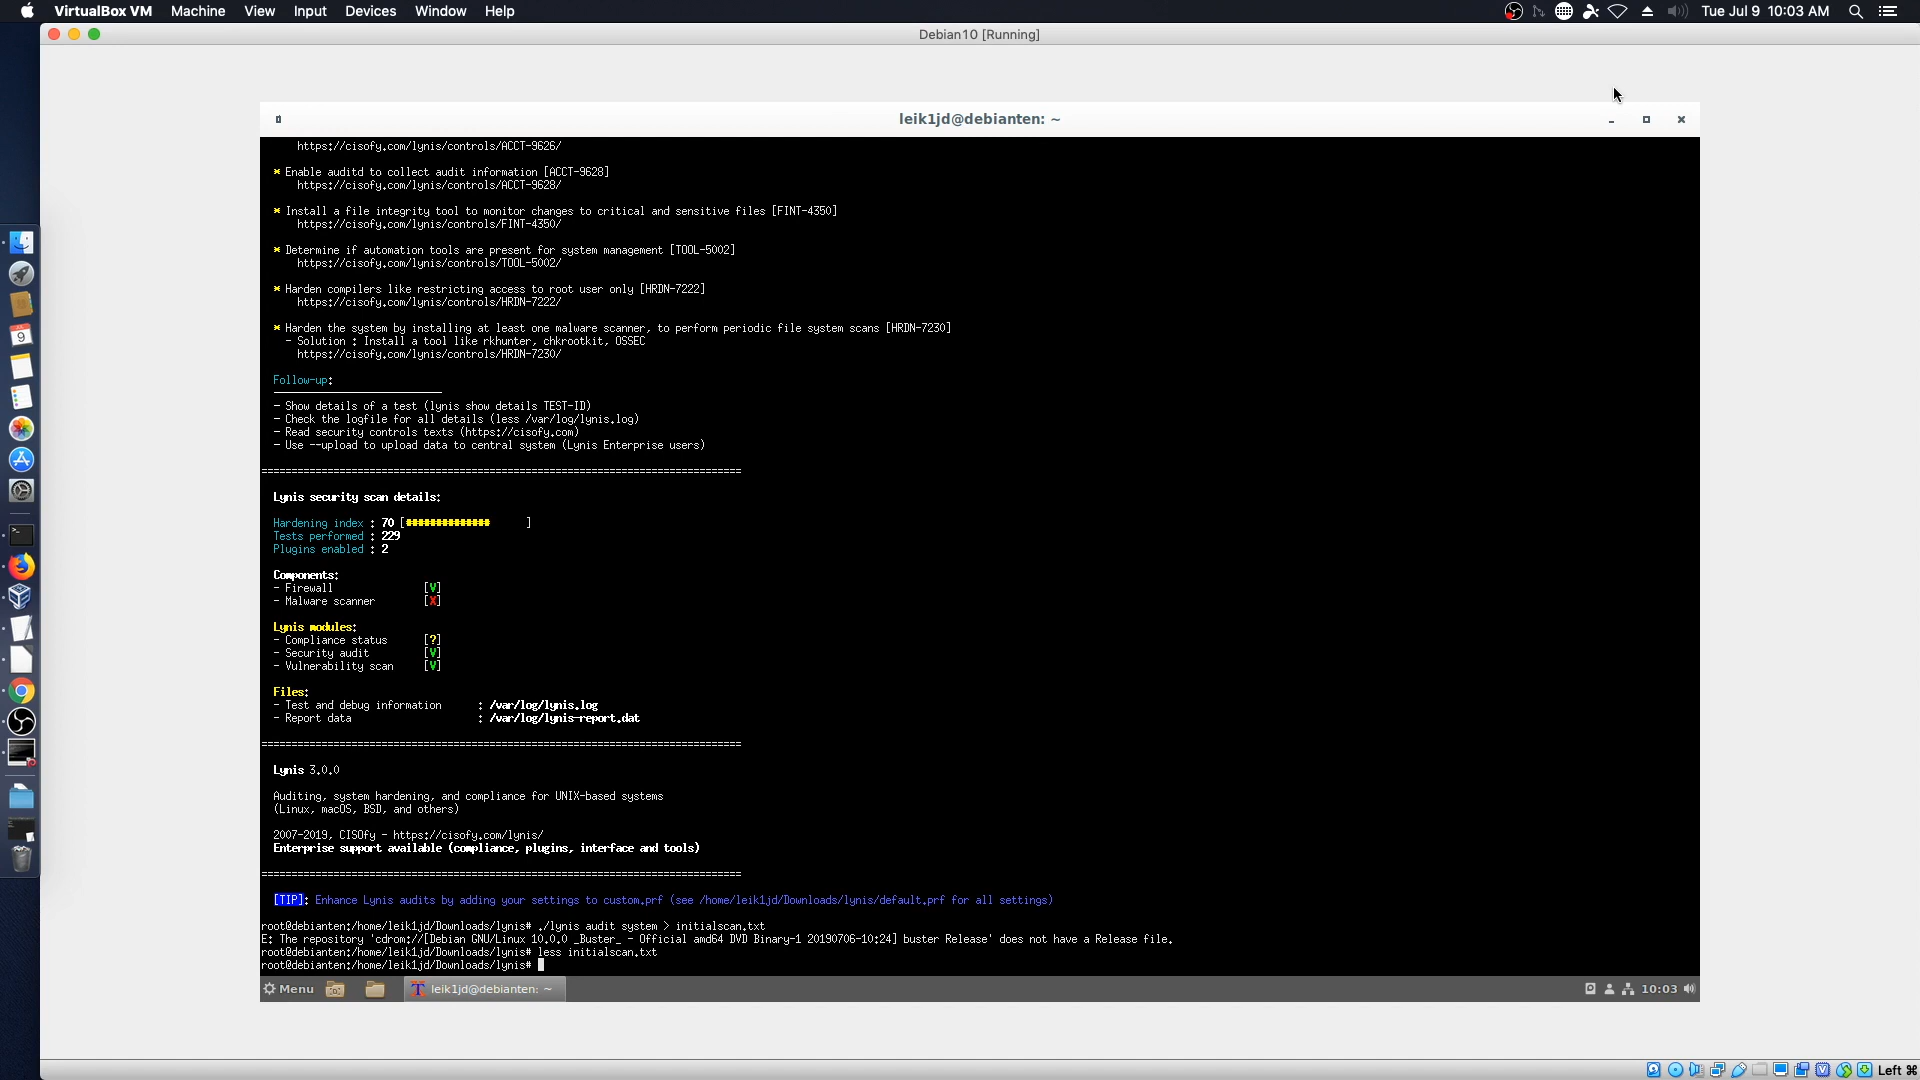 VirtualBox VM Machine View Input Devices Window Help Tue Jul 9 10:03 AM
Debian10 [Running]
leik1jd@debianten: ~
https://cisofy.com/lynis/controls/ACCT-9626/
* Enable auditd to collect audit information [ACCT-9628]
https://cisofy.com/lynis/controls/ACCT-9628/
* Install a file integrity tool to monitor changes to critical and sensitive files [FINT-4350]
https://cisofy.com/lynis/controls/FINT-4350/
* Determine if automation tools are present for system management [TOOL-5002]
https://cisofy.com/lynis/controls/TOOL-5002/
* Harden compilers like restricting access to root user only [HRDN-7222]
https://cisofy.com/lynis/controls/HRDN-7222/
* Harden the system by installing at least one malware scanner, to perform periodic file system scans [HRDN-7230]
- Solution : Install a tool like rkhunter, chkrootkit, OSSEC
https://cisofy.com/lynis/controls/HRDN-7230/
Follow-up:
- Show details of a test (lynis show details TEST-ID)
- Check the logfile for all details (less /var/log/lynis.log)
- Read security controls texts (https://cisofy.com)
- Use --upload to upload data to central system (Lynis Enterprise users)
================================================================================
Lynis security scan details:
Hardening index : 70 [############## ]
Tests performed : 229
Plugins enabled : 2
Components:
- Firewall [V]
- Malware scanner [X]
Lynis modules:
- Compliance status [?]
- Security audit [V]
- Vulnerability scan [V]
Files:
- Test and debug information : /var/log/lynis.log
- Report data : /var/log/lynis-report.dat
================================================================================
Lynis 3.0.0
Auditing, system hardening, and compliance for UNIX-based systems
(Linux, macOS, BSD, and others)
2007-2019, CISOfy - https://cisofy.com/lynis/
Enterprise support available (compliance, plugins, interface and tools)
================================================================================
[TIP]: Enhance Lynis audits by adding your settings to custom.prf (see /home/leik1jd/Downloads/lynis/default.prf for all settings)
root@debianten:/home/leik1jd/Downloads/lynis# ./lynis audit system > initialscan.txt
E: The repository 'cdrom://[Debian GNU/Linux 10.0.0 _Buster_ - Official amd64 DVD Binary-1 20190706-10:24] buster Release' does not have a Release file.
root@debianten:/home/leik1jd/Downloads/lynis# less initialscan.txt
root@debianten:/home/leik1jd/Downloads/lynis#
Menu leik1jd@debianten: ~ 10:03
Left ⌘